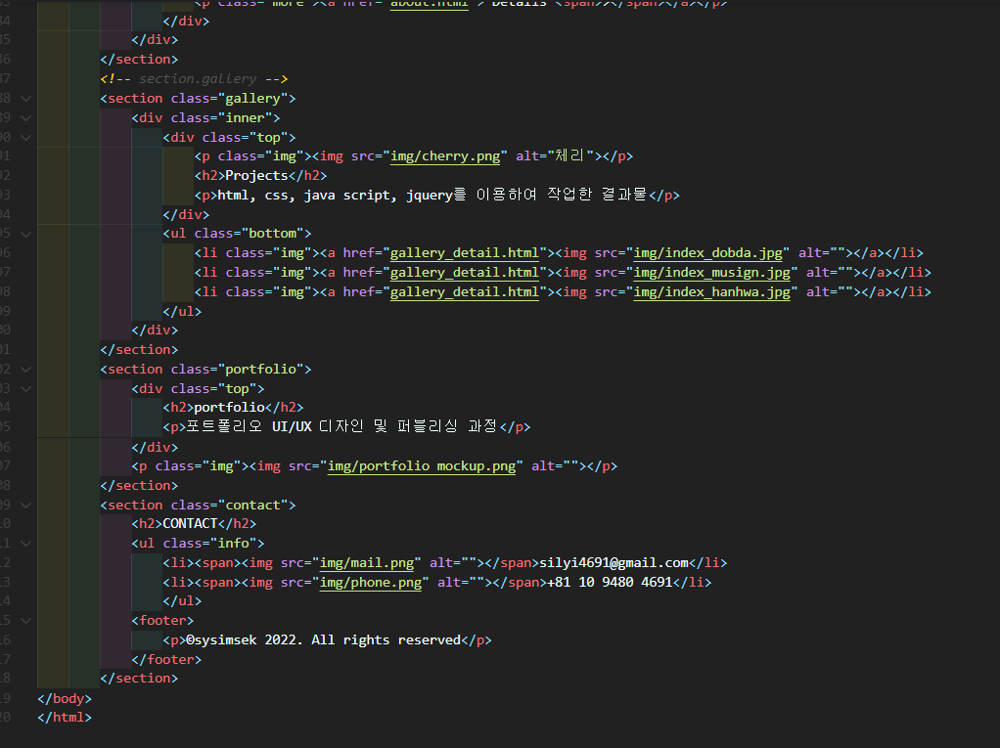 <p class="more"><a href="about.html">Details <span>></span></a></p>
</div>
</div>
</section>
<!-- section.gallery -->
<section class="gallery">
<div class="inner">
<div class="top">
<p class="img"><img src="img/cherry.png" alt="체리"></p>
<h2>Projects</h2>
<p>html, css, java script, jquery를 이용하여 작업한 결과물</p>
</div>
<ul class="bottom">
<li class="img"><a href="gallery_detail.html"><img src="img/index_dobda.jpg" alt=""></a></li>
<li class="img"><a href="gallery_detail.html"><img src="img/index_musign.jpg" alt=""></a></li>
<li class="img"><a href="gallery_detail.html"><img src="img/index_hanhwa.jpg" alt=""></a></li>
</ul>
</div>
</section>
<section class="portfolio">
<div class="top">
<h2>portfolio</h2>
<p>포트폴리오 UI/UX 디자인 및 퍼블리싱 과정</p>
</div>
<p class="img"><img src="img/portfolio mockup.png" alt=""></p>
</section>
<section class="contact">
<h2>CONTACT</h2>
<ul class="info">
<li><span><img src="img/mail.png" alt=""></span>silyi4691@gmail.com</li>
<li><span><img src="img/phone.png" alt=""></span>+81 10 9480 4691</li>
</ul>
<footer>
<p>©sysimsek 2022. All rights reserved</p>
</footer>
</section>
</body>
</html>